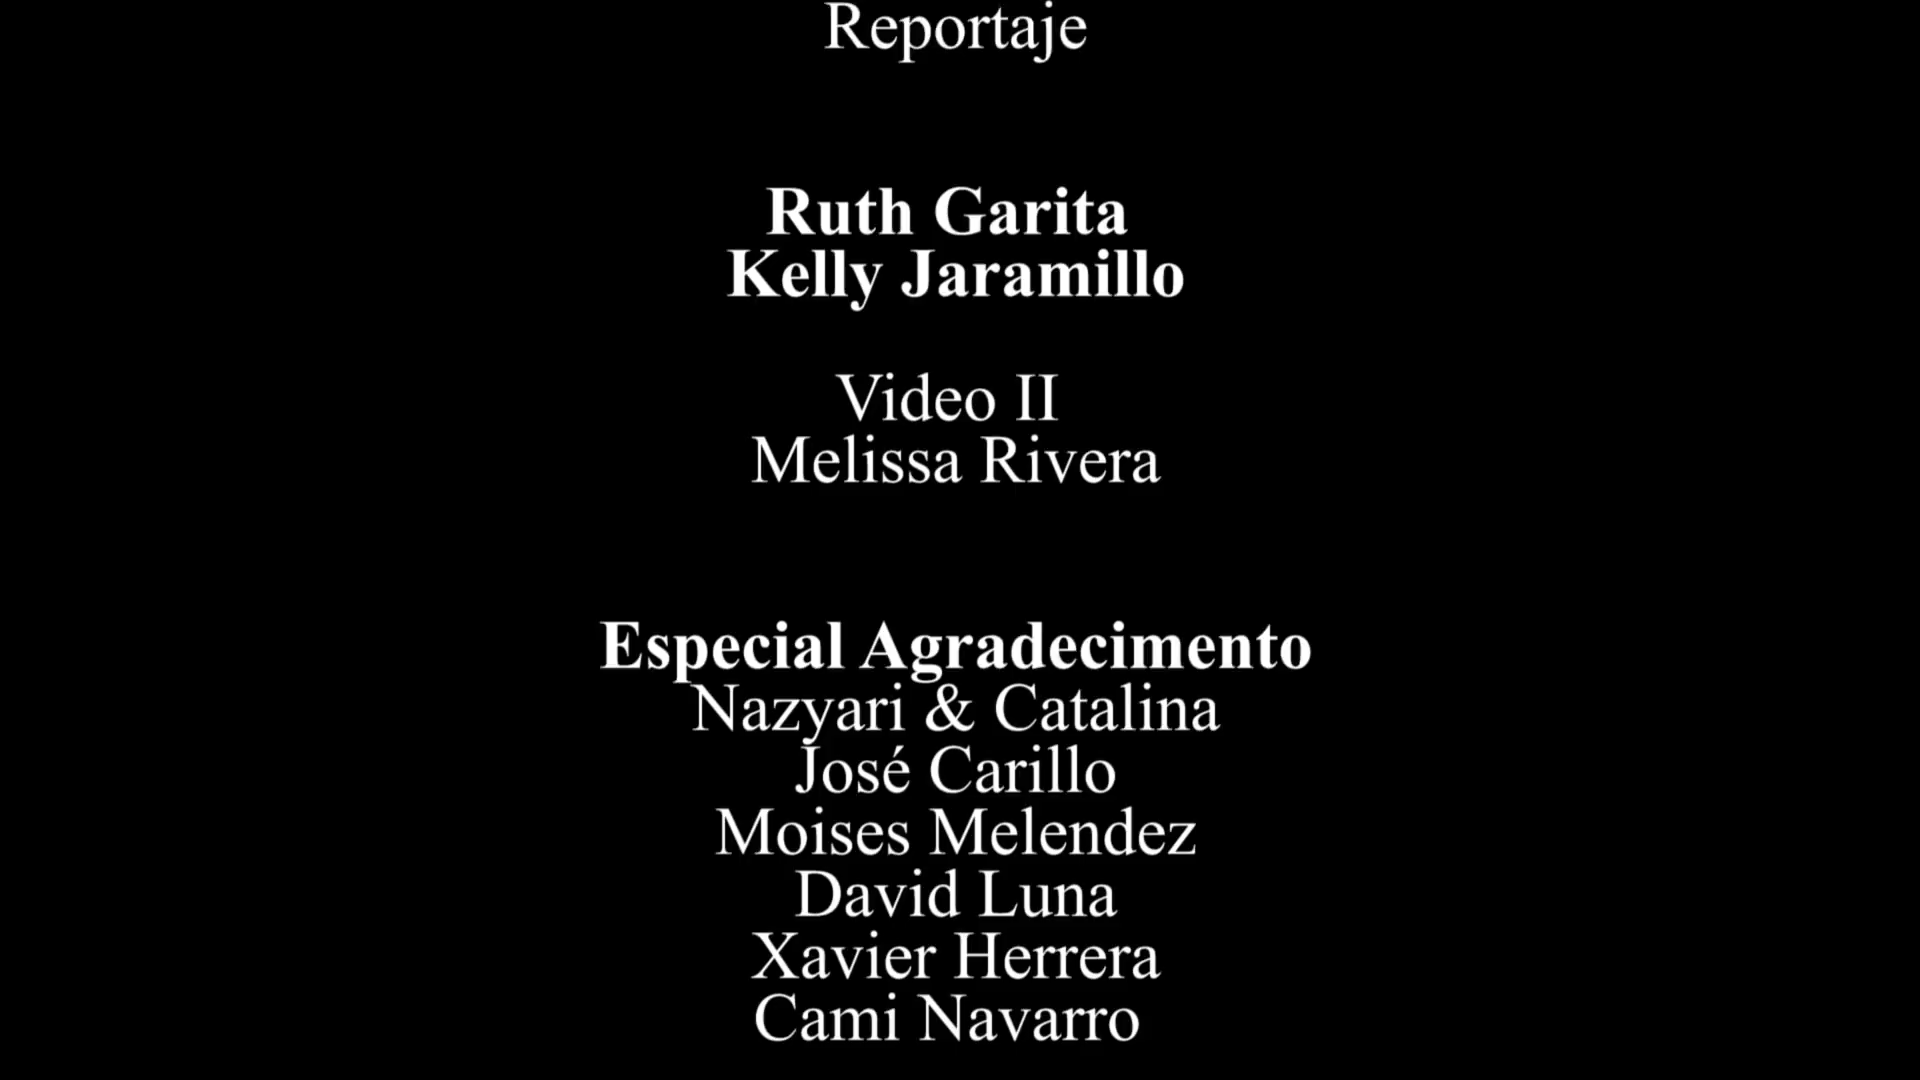 Reportaje
Ruth Garita
Kelly Jaramillo
Video II
Melissa Rivera
Especial Agradecimento
Nazyari & Catalina
José Carillo
Moises Melendez
David Luna
Xavier Herrera
Cami Navarro